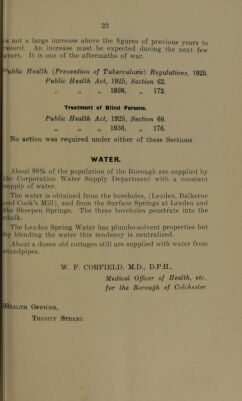 23
is not a large increase above the figures of previous years to
record. An increase must be expected during the next few
years. It is one of the aftermaths of war.
Public Health (Prevention of Tuberculosis) Regulations, 1925.
Public Health Act, 1925, Section 62.
„ „ „ 1936, „ 172.
Treatment of Blind Persons.
Public Health Act, 1925, Section 66.
„ „ „ 1936, „ 176.
No action was required under either of these Sections.
WATER.
About 98% of the population of the Borough are supplied by
the Corporation Water Supply Department with a constant
supply of water.
The water is obtained from the boreholes, (Lexden, Balkerne
and Cook's Mill), and from the Surface Springs at Lexden and
the Sheepen Springs. The three boreholes penetrate into the
chalk.
The Lexden Spring Water has plumbo-solvent properties but
by blending the water this tendency is neutralized.
About a dozen old cottages still are supplied with water from
standpipes.
W. F. CORFIELD, M.D., D.P.H.,
Medical Officer of Health, etc.
for the Borough of Colchester
Health Officer,
Trinity Street